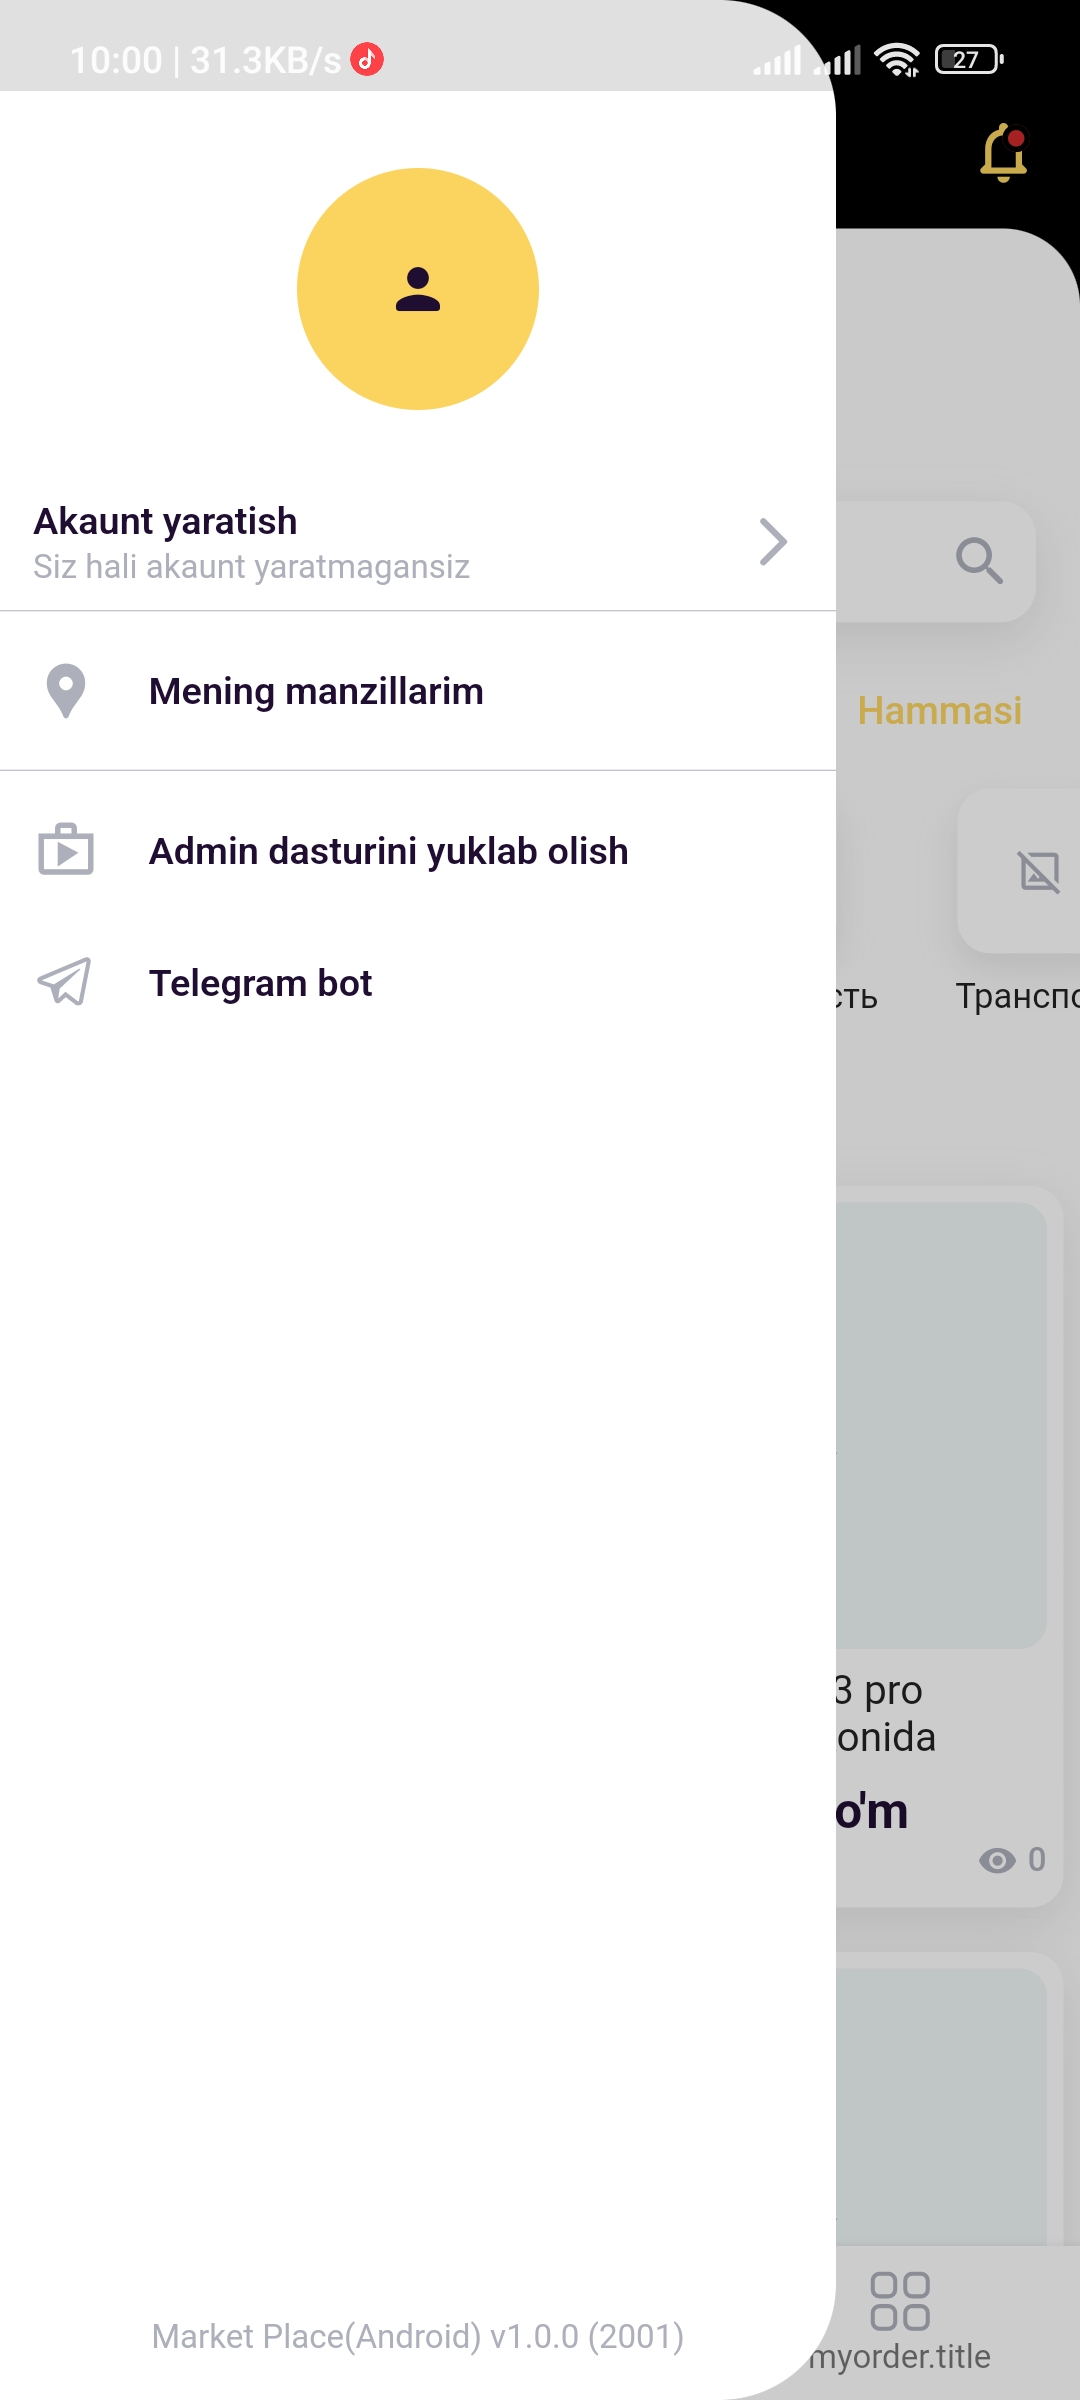 10:00 | 31.3KB/s
27
Akaunt yaratish
Siz hali akaunt yaratmagansiz
Mening manzillarim
Hammasi
Admin dasturini yuklab olish
Telegram bot
сть
Транспо
3 pro
onida
o'm
0
Market Place(Android) v1.0.0 (2001)
myorder.title